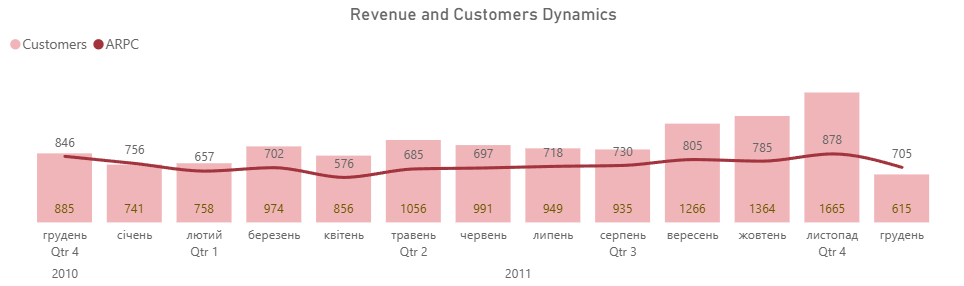 Revenue and Customers Dynamics
Customers ARPC
846 756 657 702 576 685 697 718 730 805 785 878 705
885 741 758 974 856 1056 991 949 935 1266 1364 1665 615
грудень січень лютий березень квітень травень червень липень серпень вересень жовтень листопад грудень
Qtr 4 Qtr 1 Qtr 2 Qtr 3 Qtr 4
2010 2011